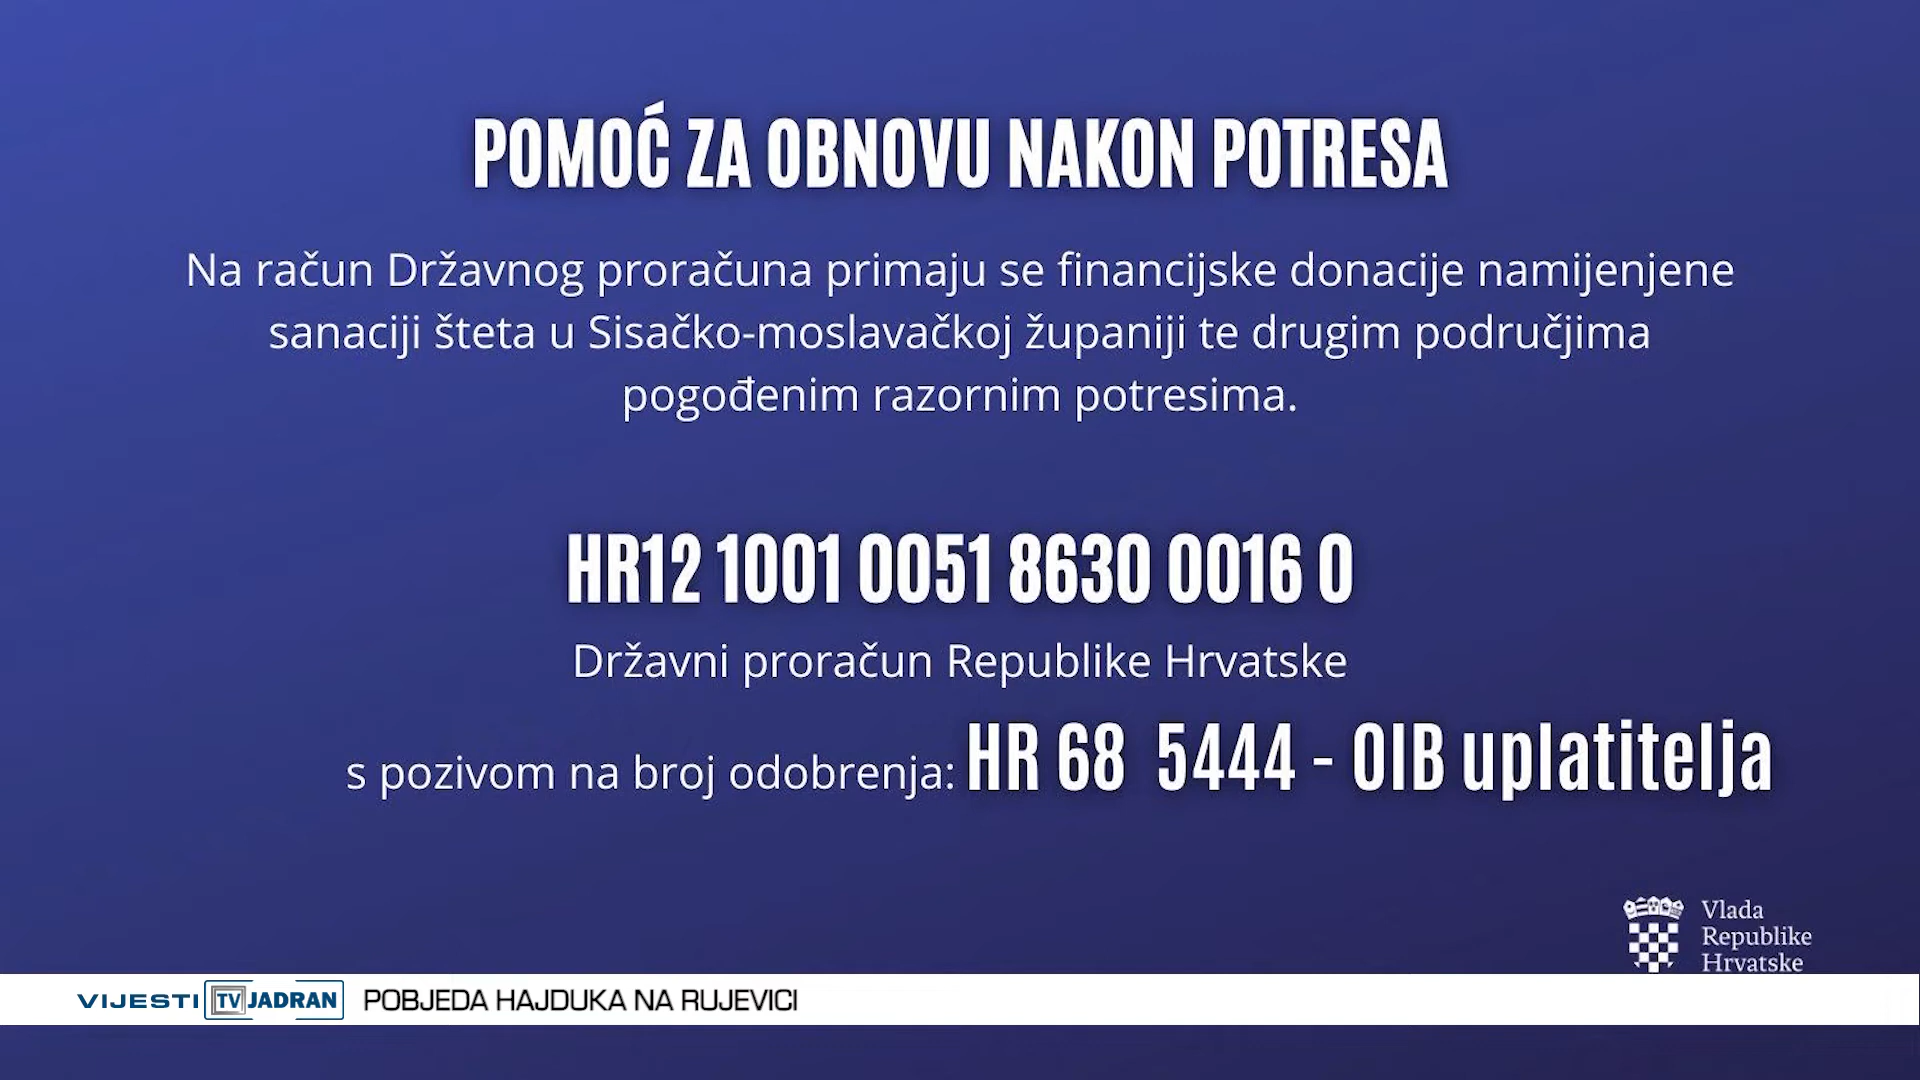 POMOĆ ZA OBNOVU NAKON POTRESA
Na račun Državnog proračuna primaju se financijske donacije namijenjene
sanaciji šteta u Sisačko-moslavačkoj županiji te drugim područjima
pogođenim razornim potresima.
HR12 1001 0051 8630 0016 0
Državni proračun Republike Hrvatske
s pozivom na broj odobrenja: HR 68 5444 - OIB uplatitelja
Vlada
Republike
Hrvatske
VIJESTI TV JADRAN POBJEDA HAJDUKA NA RUJEVICI